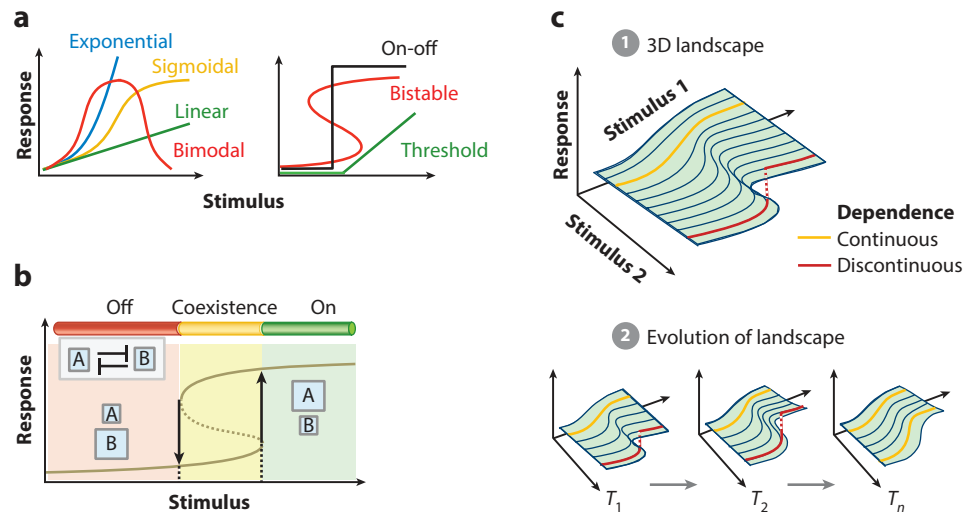 a
Exponential
Sigmoidal
Linear
Bimodal
Response
On-off
Bistable
Threshold
Stimulus
b
Off Coexistence On
A B
A
B
A
B
Response
Stimulus
c
1 3D landscape
Response
Stimulus 1
Stimulus 2
Dependence
Continuous
Discontinuous
2 Evolution of landscape
T1 T2 Tn